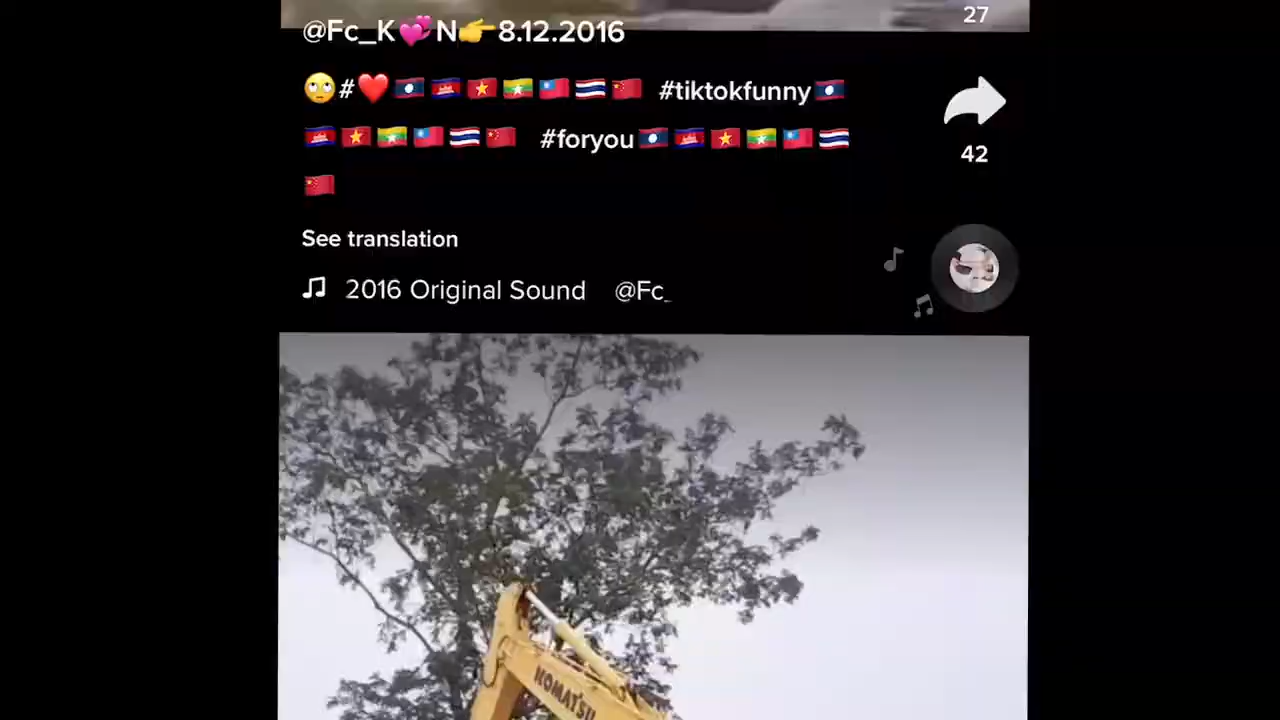 27
@Fc_K💞N👉8.12.2016
🙄#❤️🇱🇦🇰🇭🇻🇳🇲🇲🇹🇼🇹🇭🇨🇳 #tiktokfunny🇱🇦
🇰🇭🇻🇳🇲🇲🇹🇼🇹🇭🇨🇳 #foryou🇱🇦🇰🇭🇻🇳🇲🇲🇹🇼🇹🇭
🇨🇳
42
See translation
2016 Original Sound @Fc_
KOMATSU